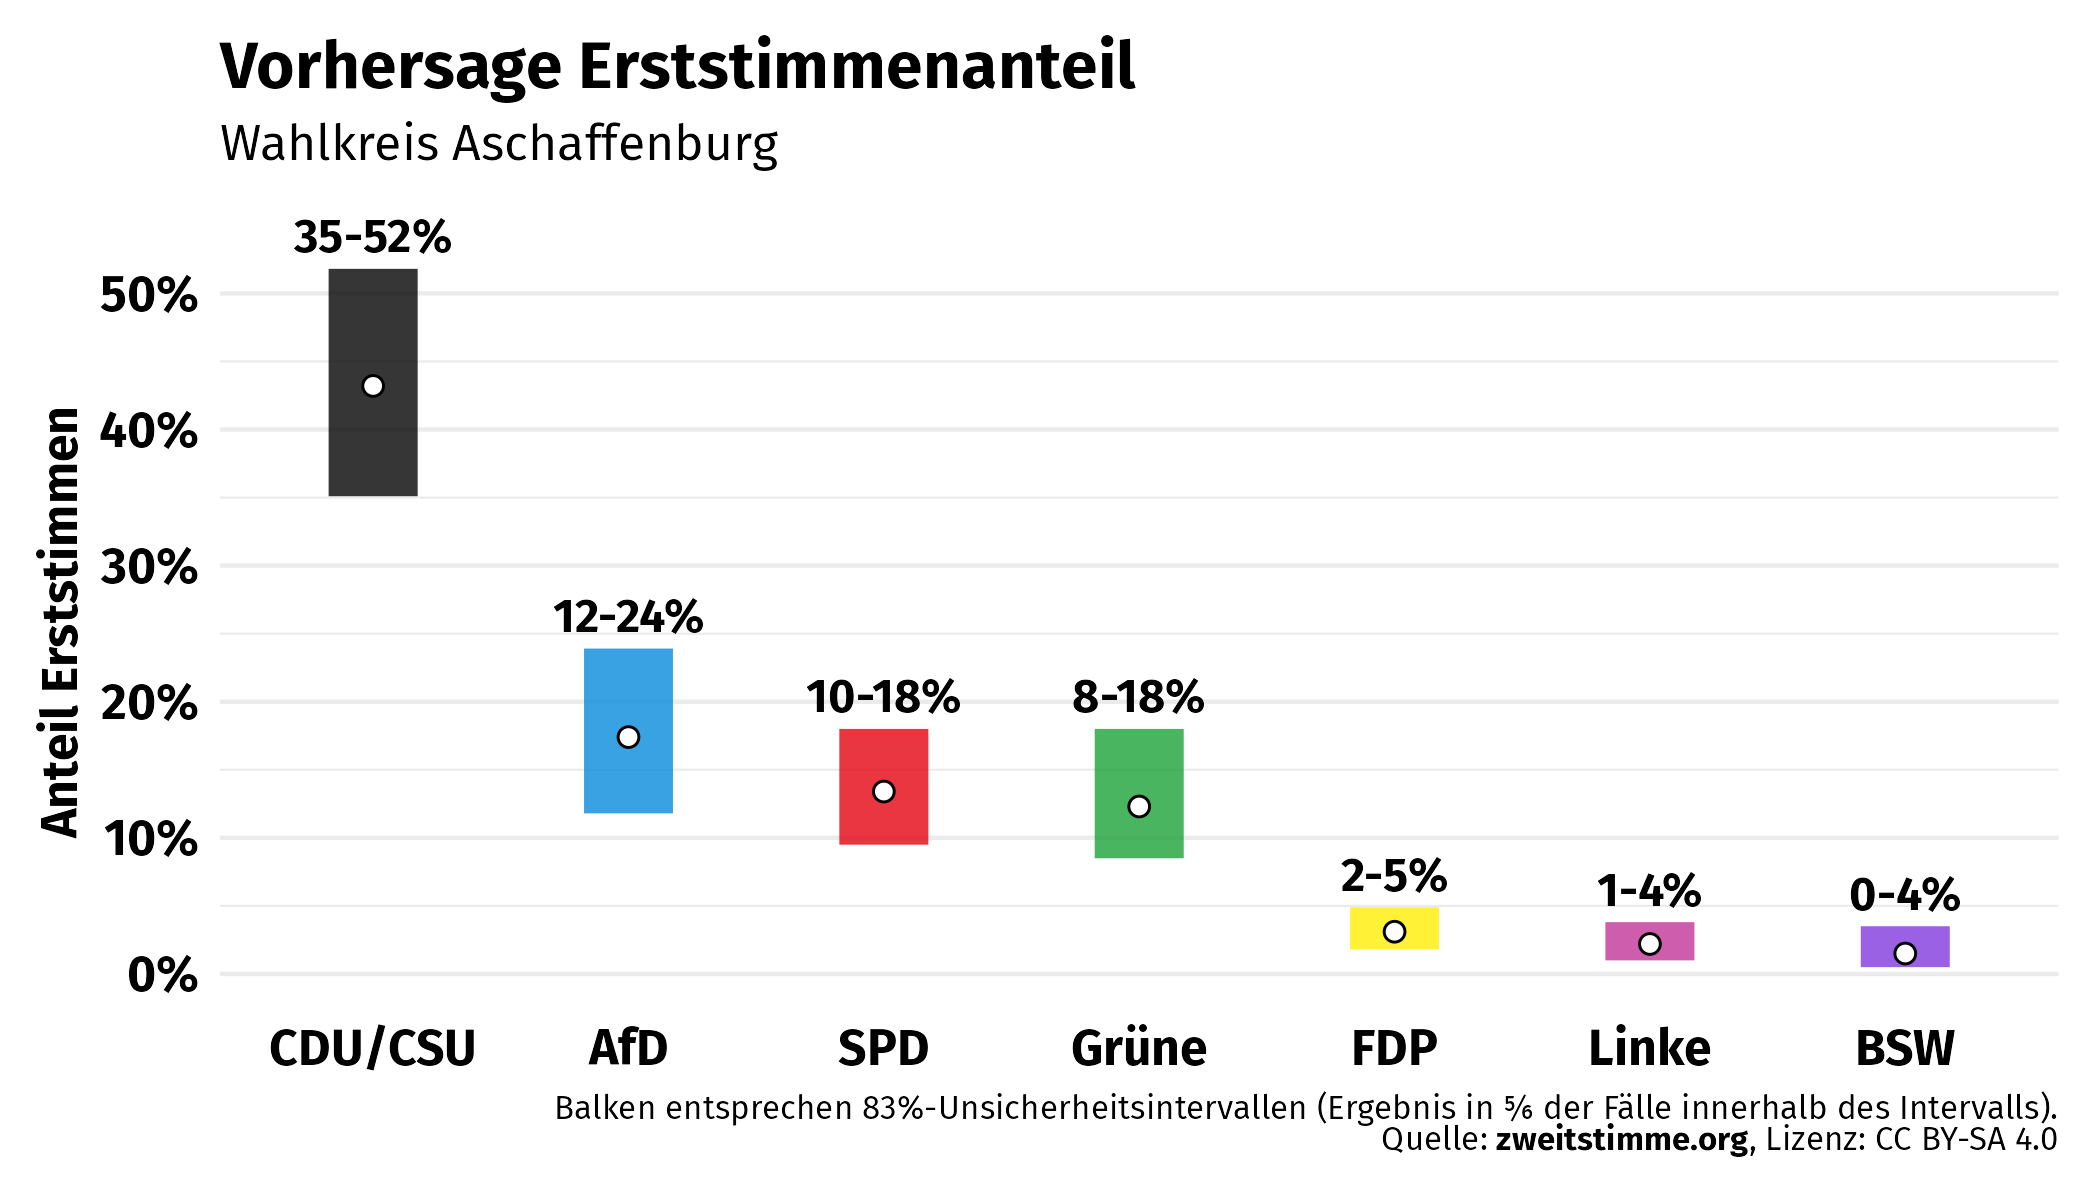 Vorhersage Erststimmenanteil
Wahlkreis Aschaffenburg
Anteil Erststimmen
50%
40%
30%
20%
10%
0%
35-52%
12-24%
10-18%
8-18%
2-5%
1-4%
0-4%
CDU/CSU AfD SPD Grüne FDP Linke BSW
Balken entsprechen 83%-Unsicherheitsintervallen (Ergebnis in ⅚ der Fälle innerhalb des Intervalls).
Quelle: zweitstimme.org, Lizenz: CC BY-SA 4.0